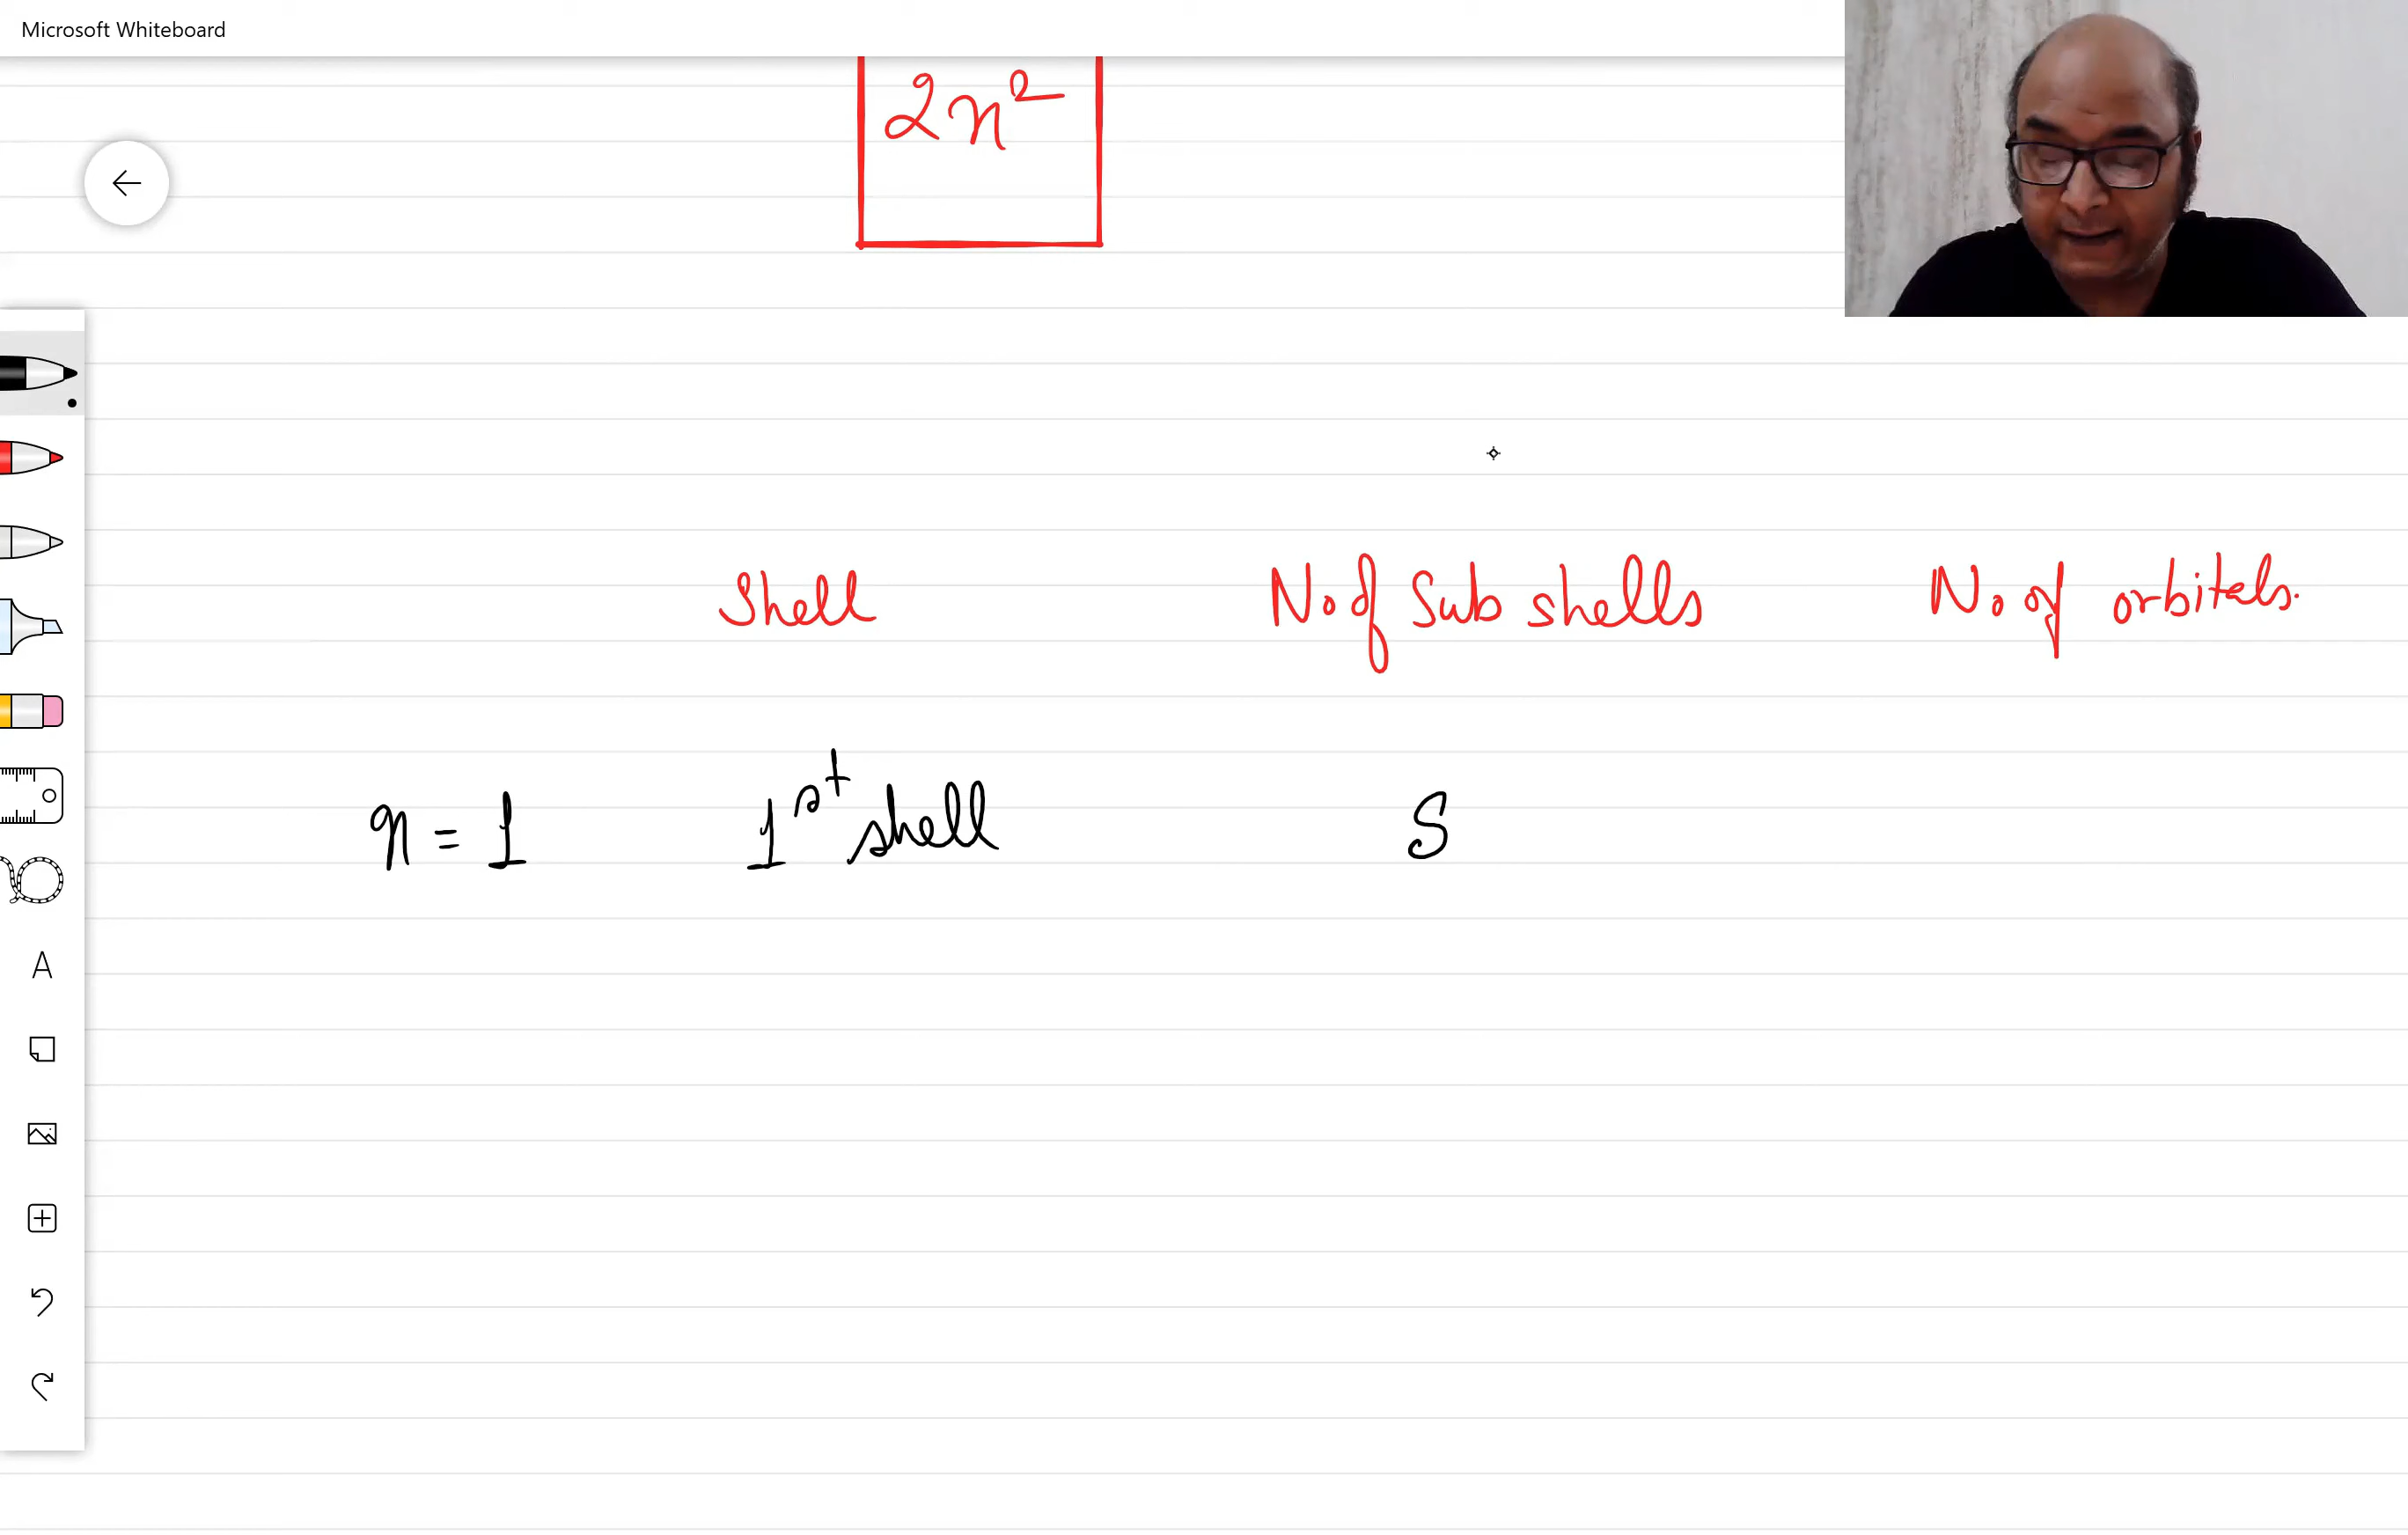 Microsoft Whiteboard
2n²
Shell No of Sub shells No of orbitals.
n = 1 1st shell S
A